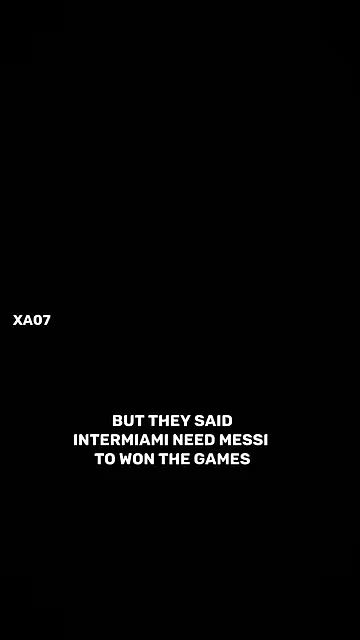 XA07
BUT THEY SAID
INTERMIAMI NEED MESSI
TO WON THE GAMES